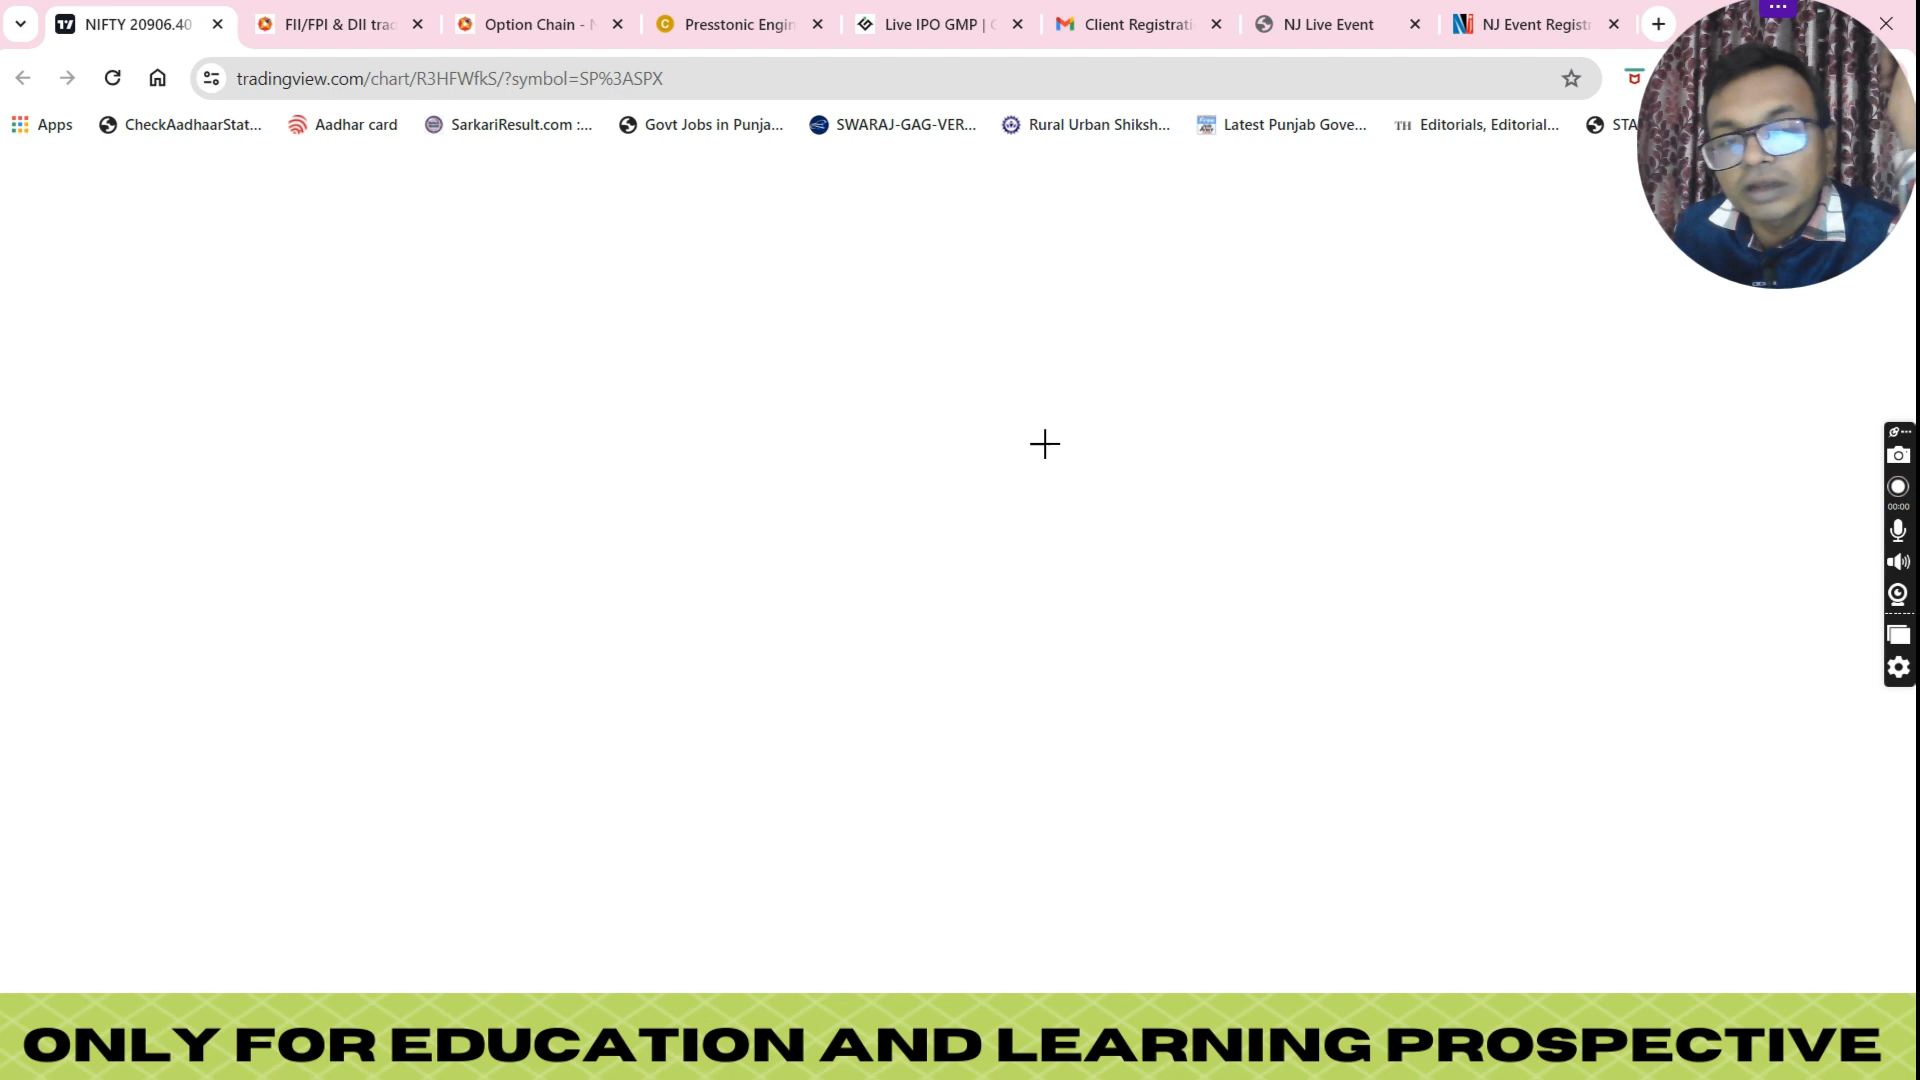 NIFTY 20906.40
FII/FPI & DII trad
Option Chain - N
Presstonic Engin
Live IPO GMP | G
Client Registrati
NJ Live Event
NJ Event Registr
tradingview.com/chart/R3HFWfkS/?symbol=SP%3ASPX
Apps
CheckAadhaarStat...
Aadhar card
SarkariResult.com :...
Govt Jobs in Punja...
SWARAJ-GAG-VER...
Rural Urban Shiksh...
Latest Punjab Gove...
TH Editorials, Editorial...
STA
00:00
ONLY FOR EDUCATION AND LEARNING PROSPECTIVE